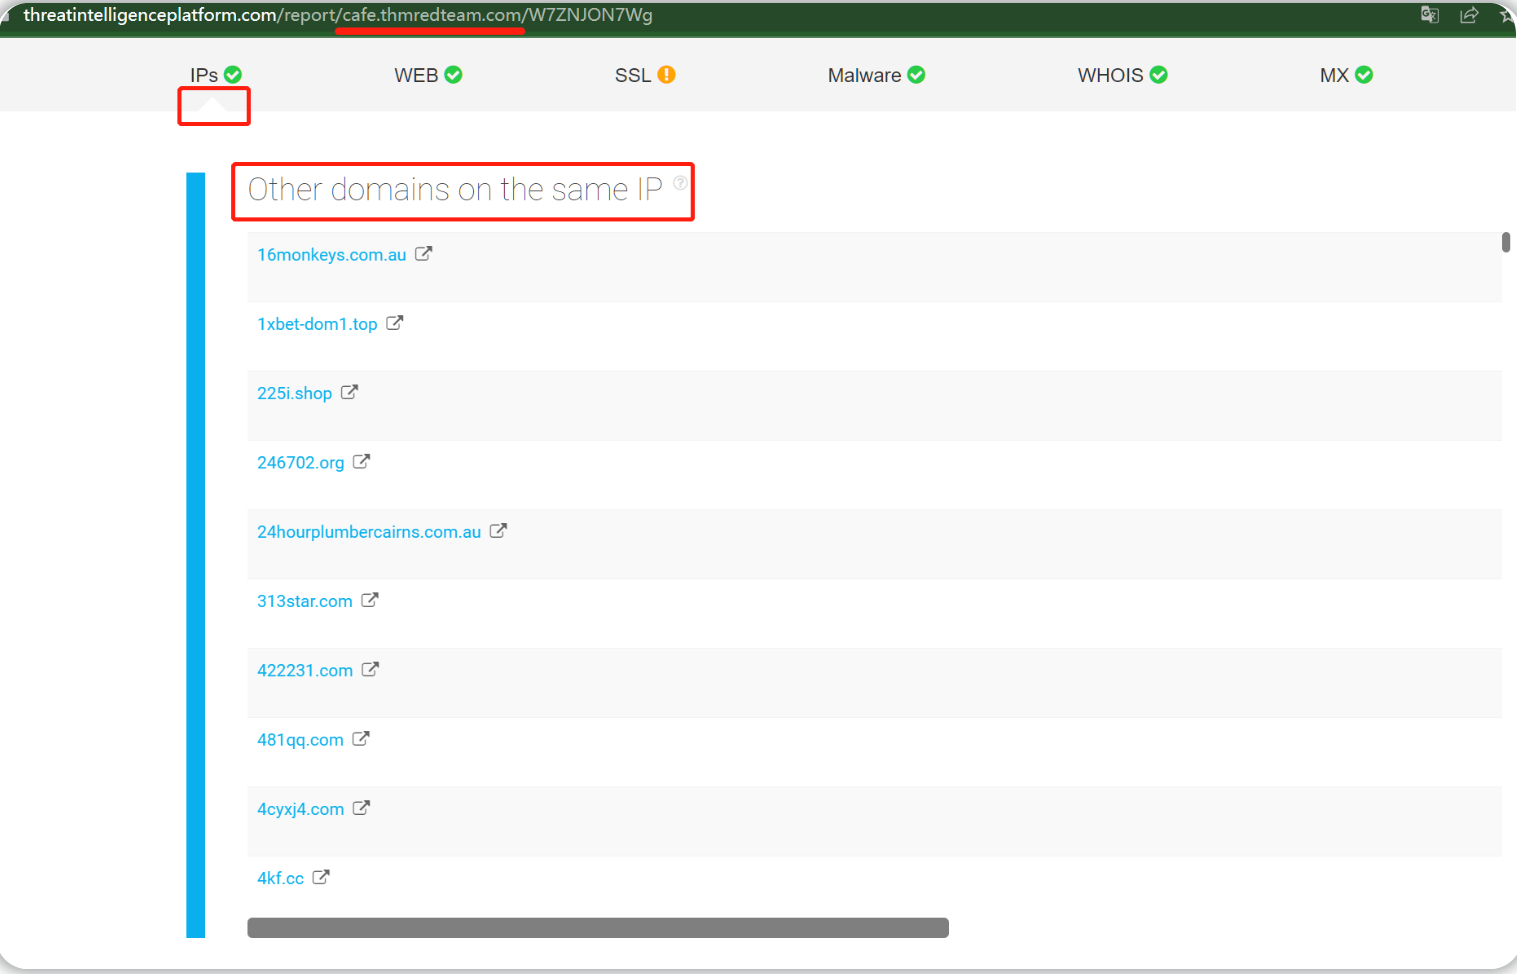 threatintelligenceplatform.com/report/cafe.thmredteam.com/W7ZNJON7Wg
IPs WEB SSL Malware WHOIS MX
Other domains on the same IP ?
16monkeys.com.au
1xbet-dom1.top
225i.shop
246702.org
24hourplumbercairns.com.au
313star.com
422231.com
481qq.com
4cyxj4.com
4kf.cc